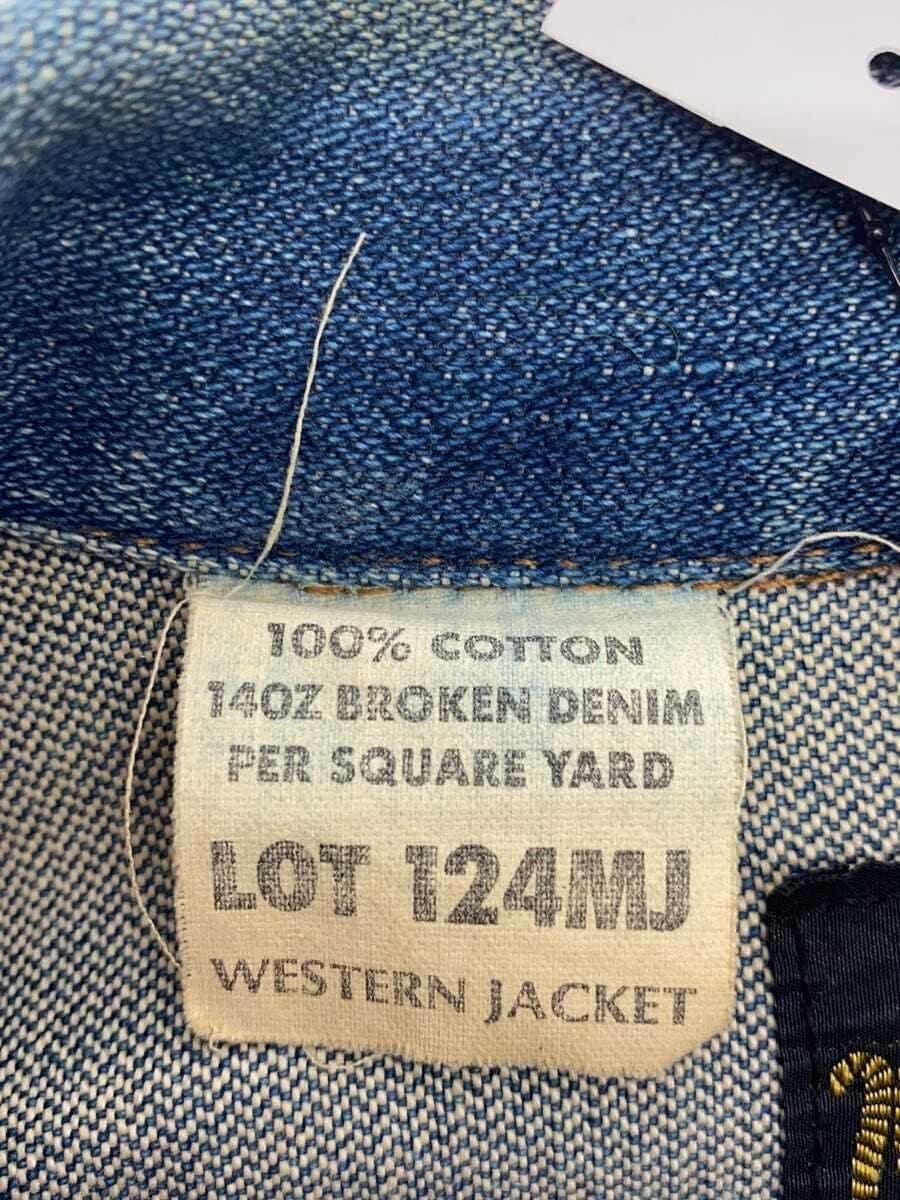 100% COTTON
14OZ BROKEN DENIM
PER SQUARE YARD
LOT 124MJ
WESTERN JACKET